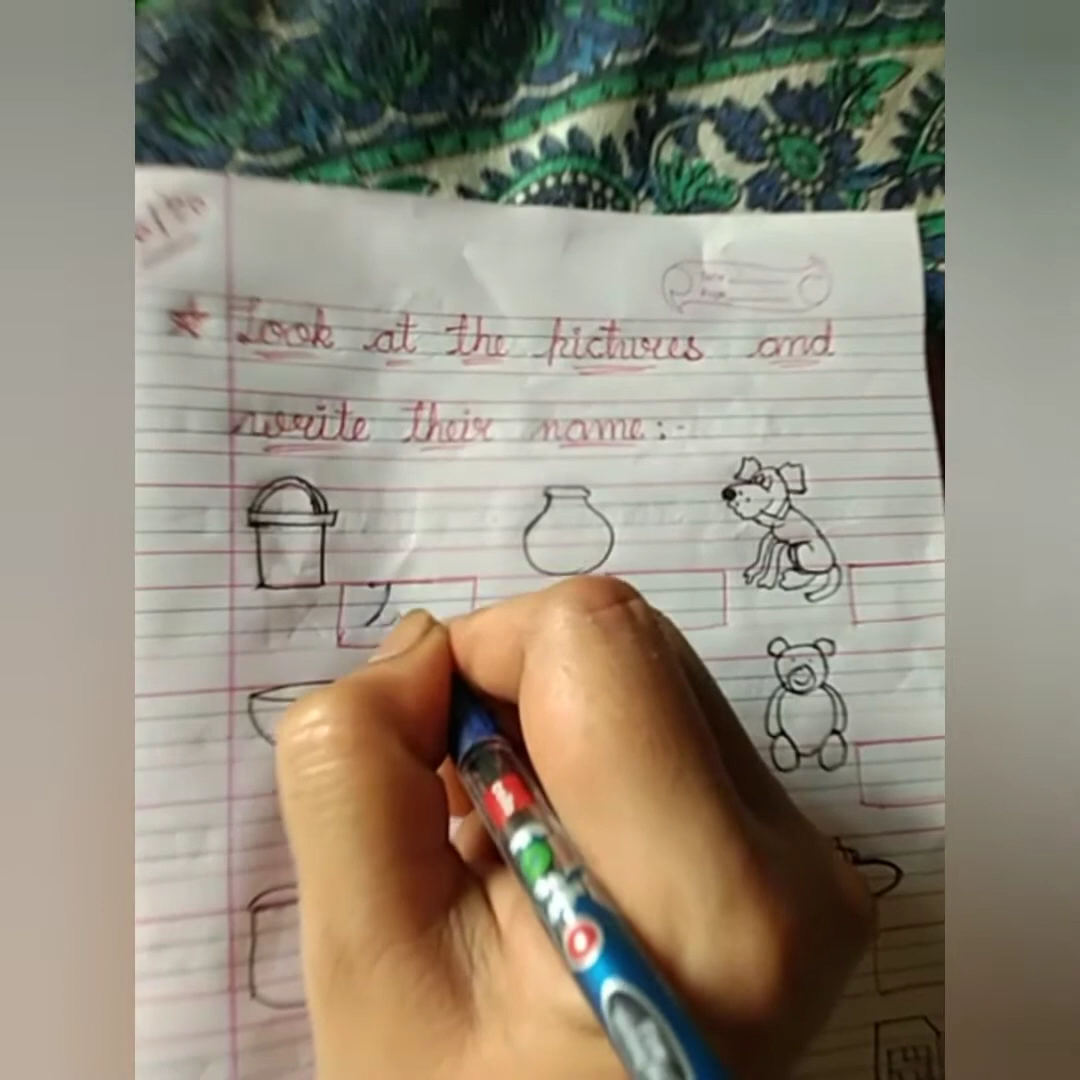 Look at the pictures and
write their name:-